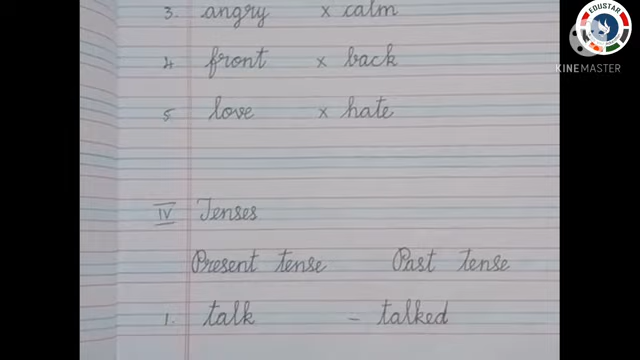 3. angry x calm
EDUSTAR
4 front x back
KINEMASTER
5 love x hate
IV Tenses
Present tense Past tense
1. talk - talked